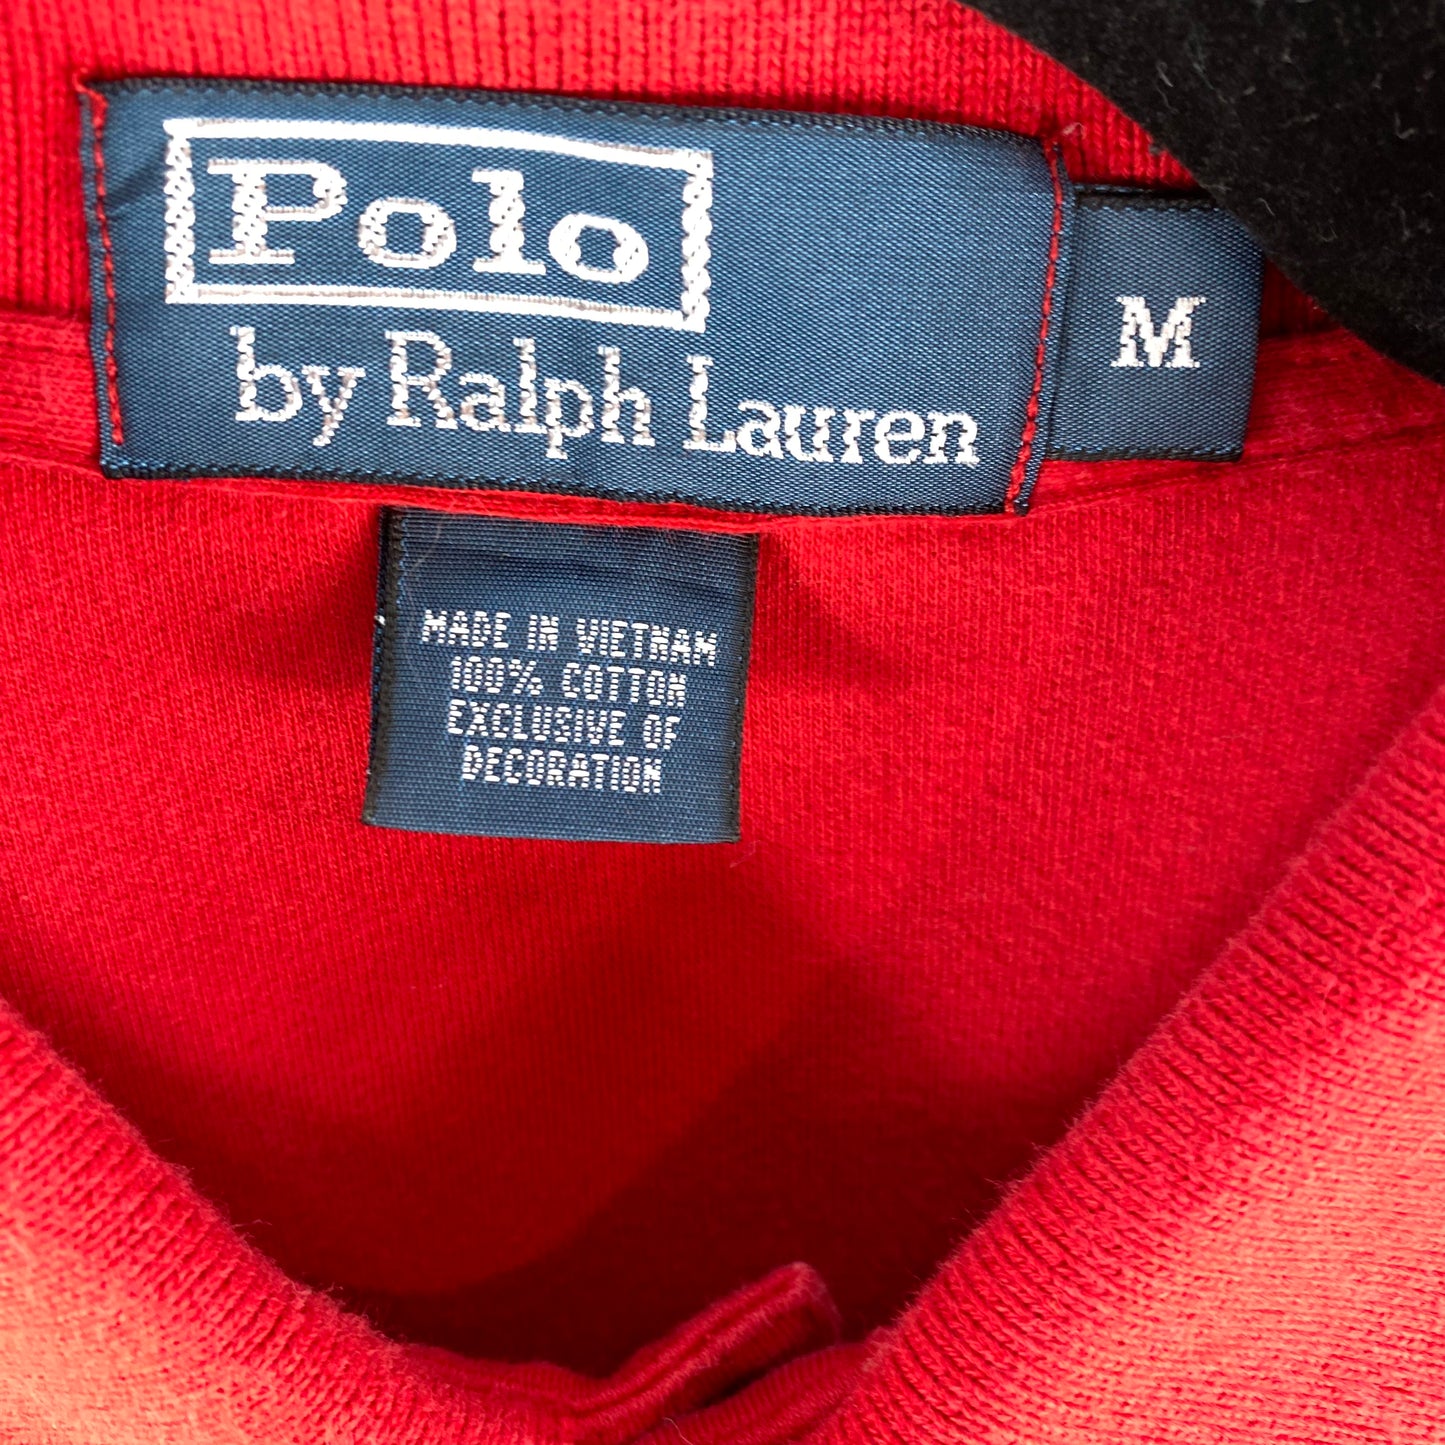 Polo
by Ralph Lauren
M
MADE IN VIETNAM
100% COTTON
EXCLUSIVE OF
DECORATION